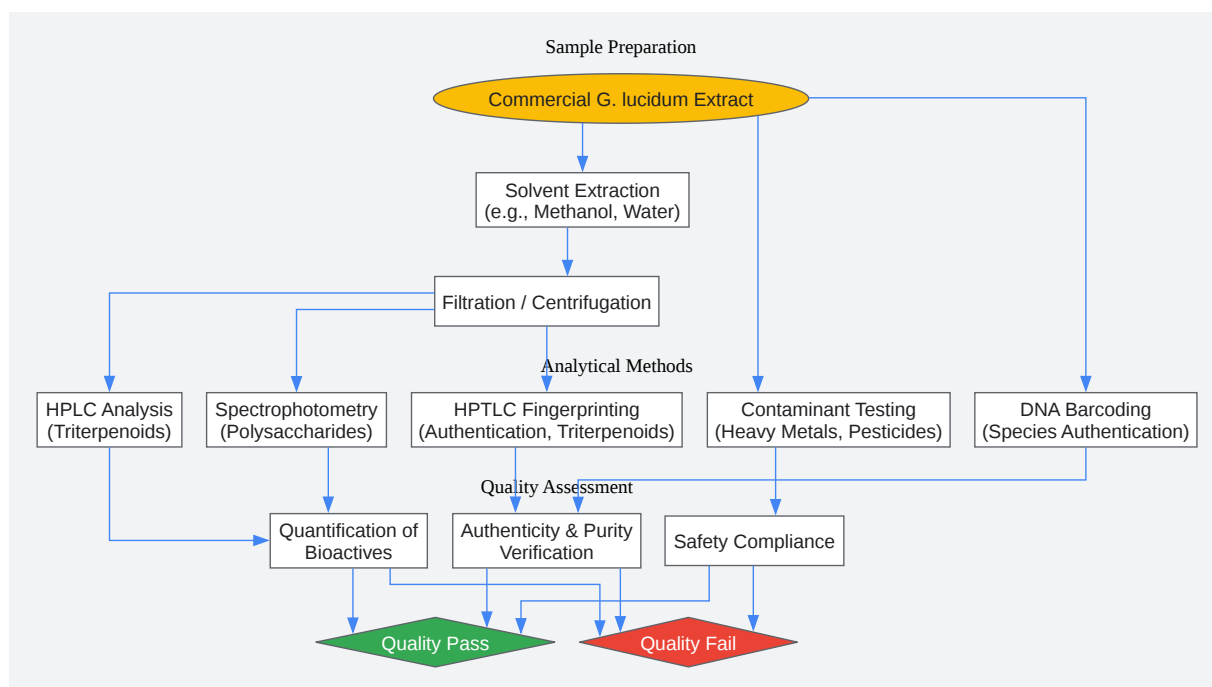 Sample Preparation
Commercial G. lucidum Extract
Solvent Extraction
(e.g., Methanol, Water)
Filtration / Centrifugation
Analytical Methods
HPLC Analysis
(Triterpenoids)
Spectrophotometry
(Polysaccharides)
HPTLC Fingerprinting
(Authentication, Triterpenoids)
Contaminant Testing
(Heavy Metals, Pesticides)
DNA Barcoding
(Species Authentication)
Quality Assessment
Quantification of
Bioactives
Authenticity & Purity
Verification
Safety Compliance
Quality Pass
Quality Fail